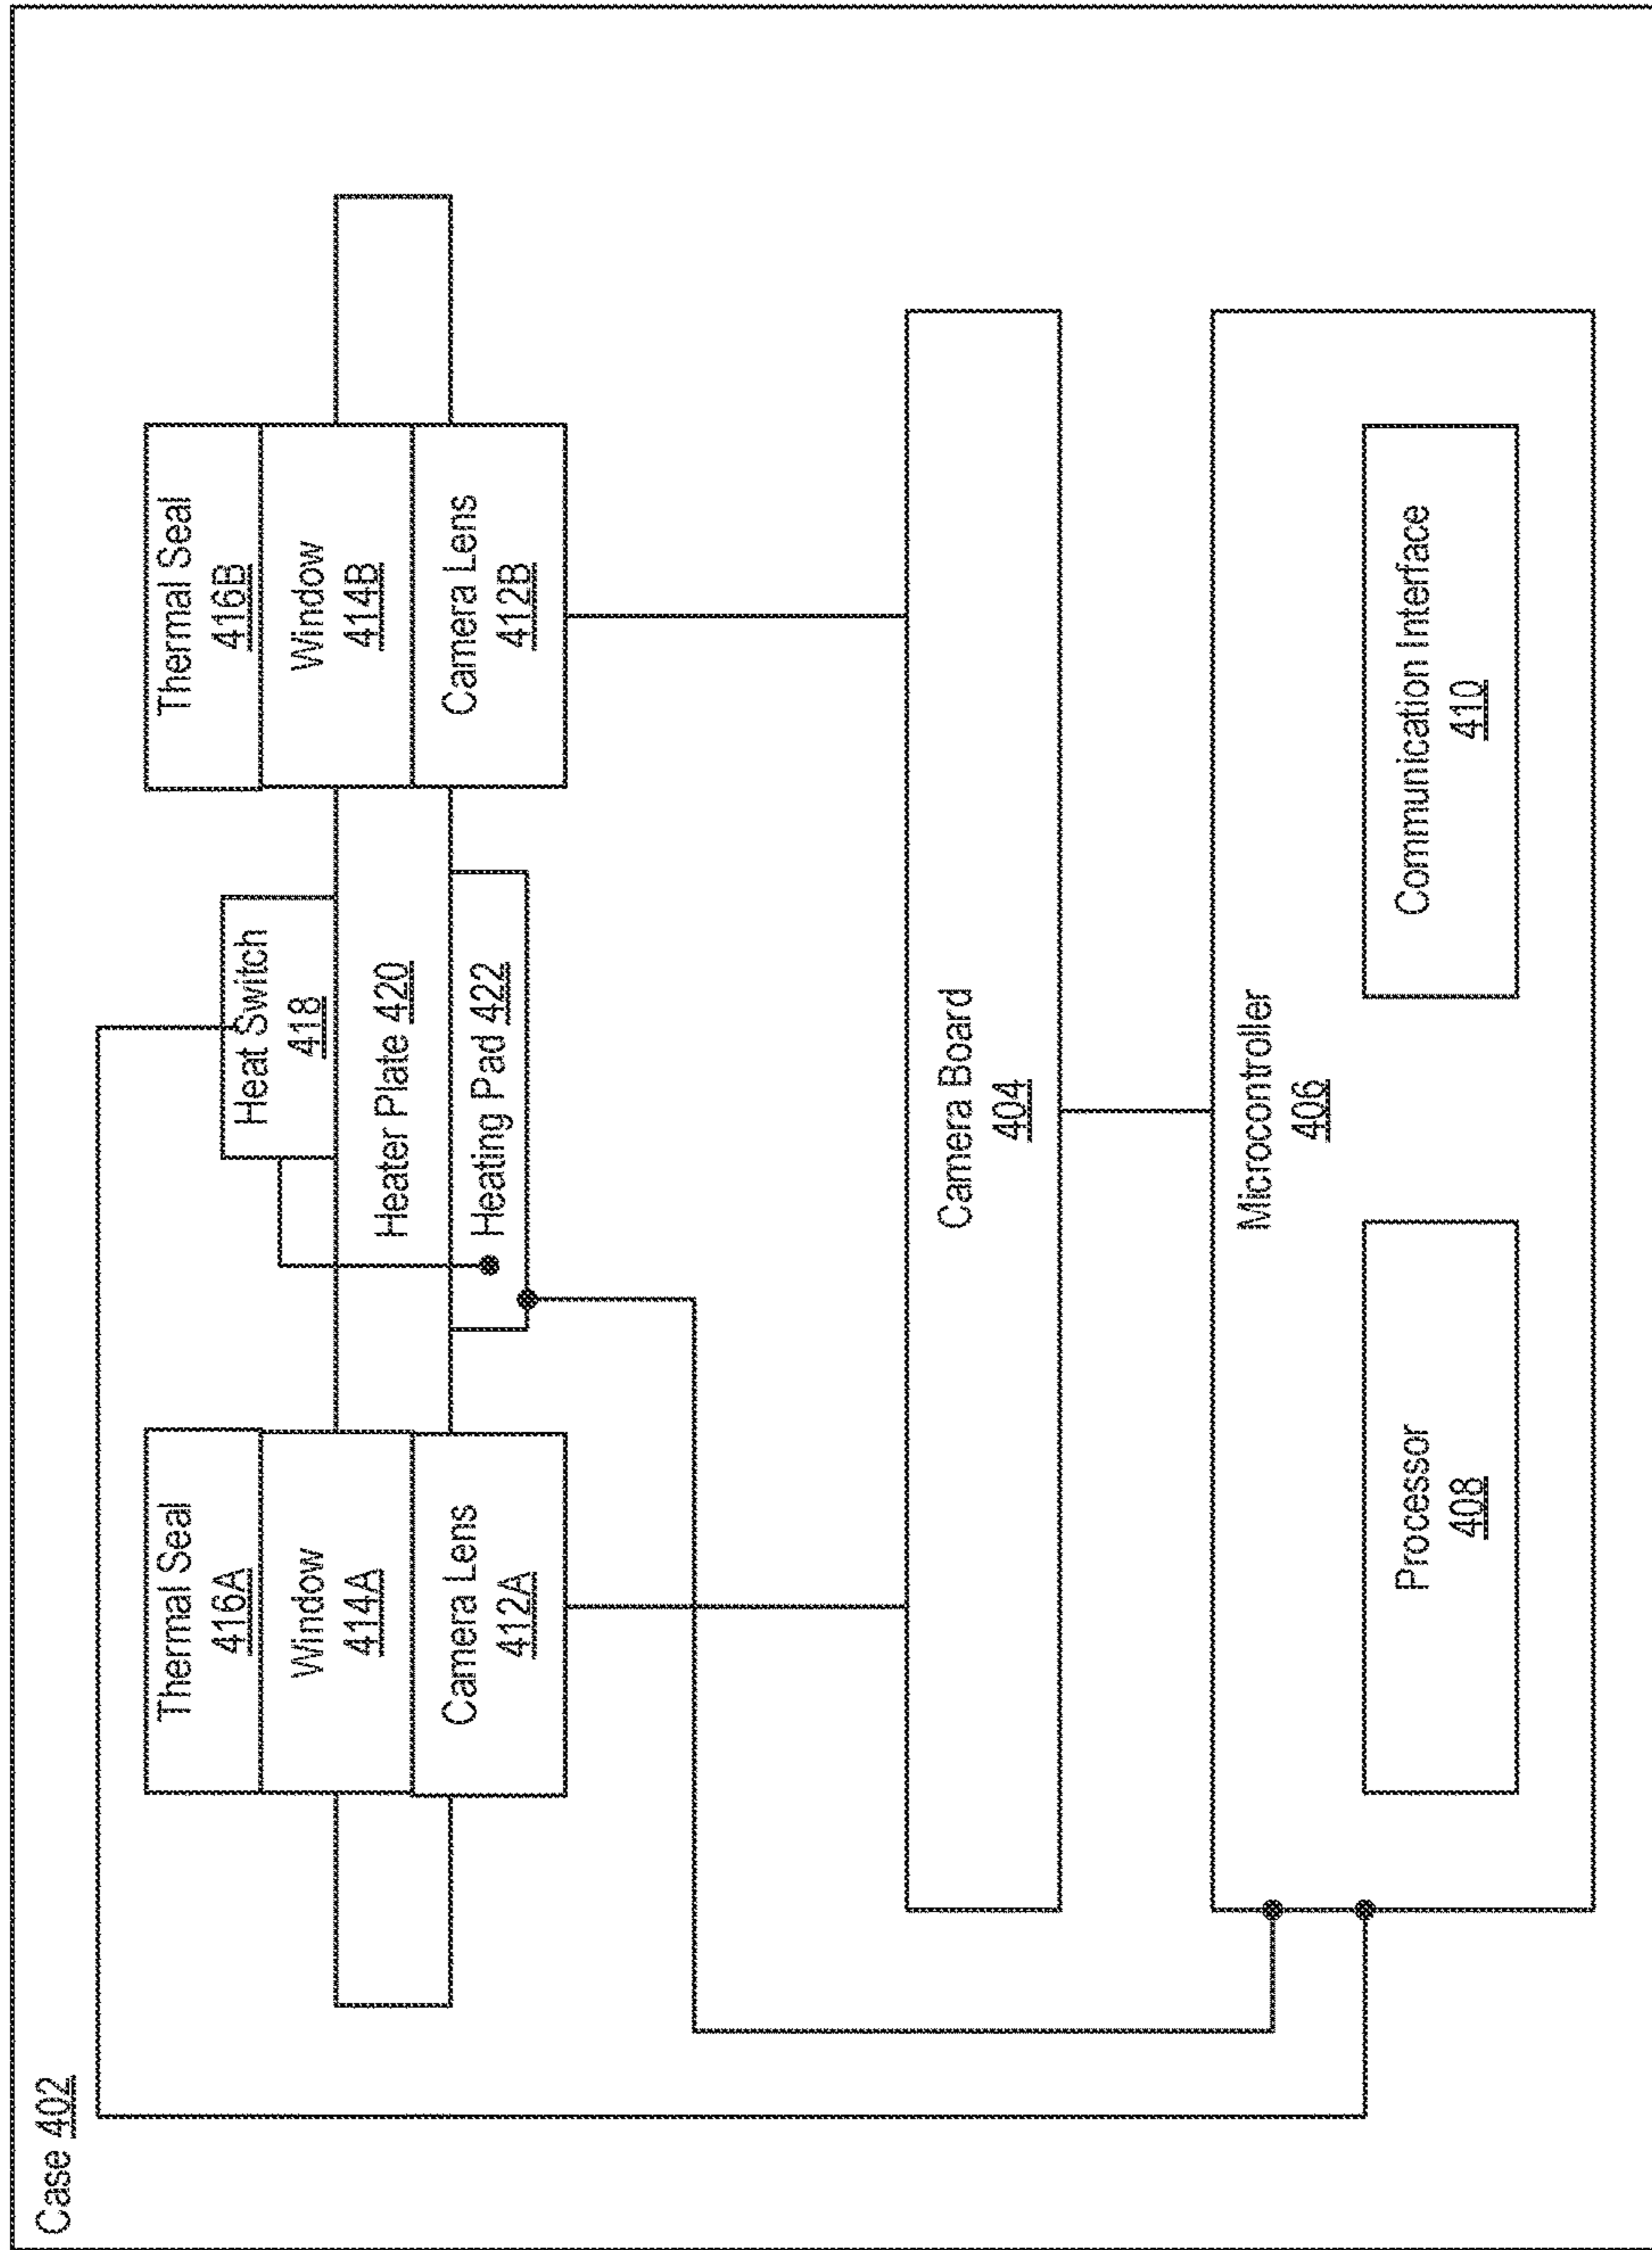 Case 402
Thermal Seal
416A
Window
414A
Camera Lens
412A
Heat Switch
418
Heater Plate 420
Heating Pad 422
Thermal Seal
416B
Window
414B
Camera Lens
412B
Camera Board
404
Microcontroller
406
Processor
408
Communication Interface
410